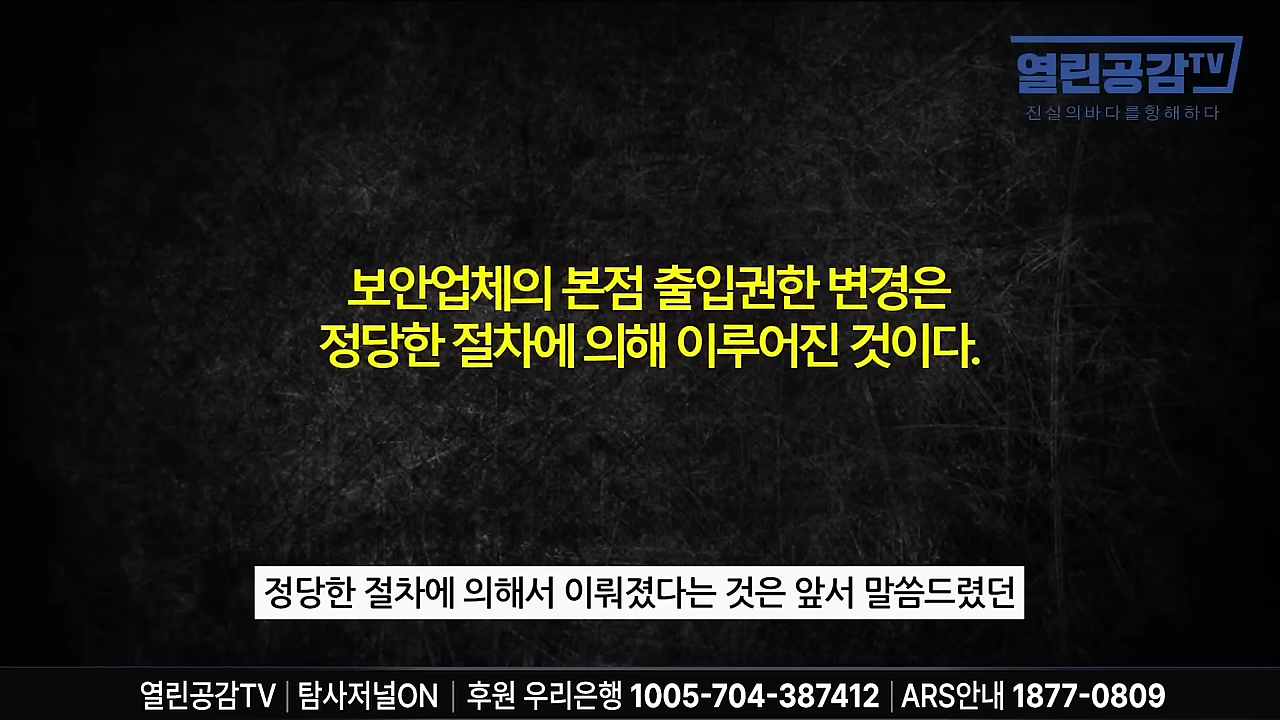 열린공감TV
진실의바다를항해하다
보안업체의 본점 출입권한 변경은
정당한 절차에 의해 이루어진 것이다.
정당한 절차에 의해서 이뤄졌다는 것은 앞서 말씀드렸던
열린공감TV | 탐사저널ON | 후원 우리은행 1005-704-387412 | ARS안내 1877-0809